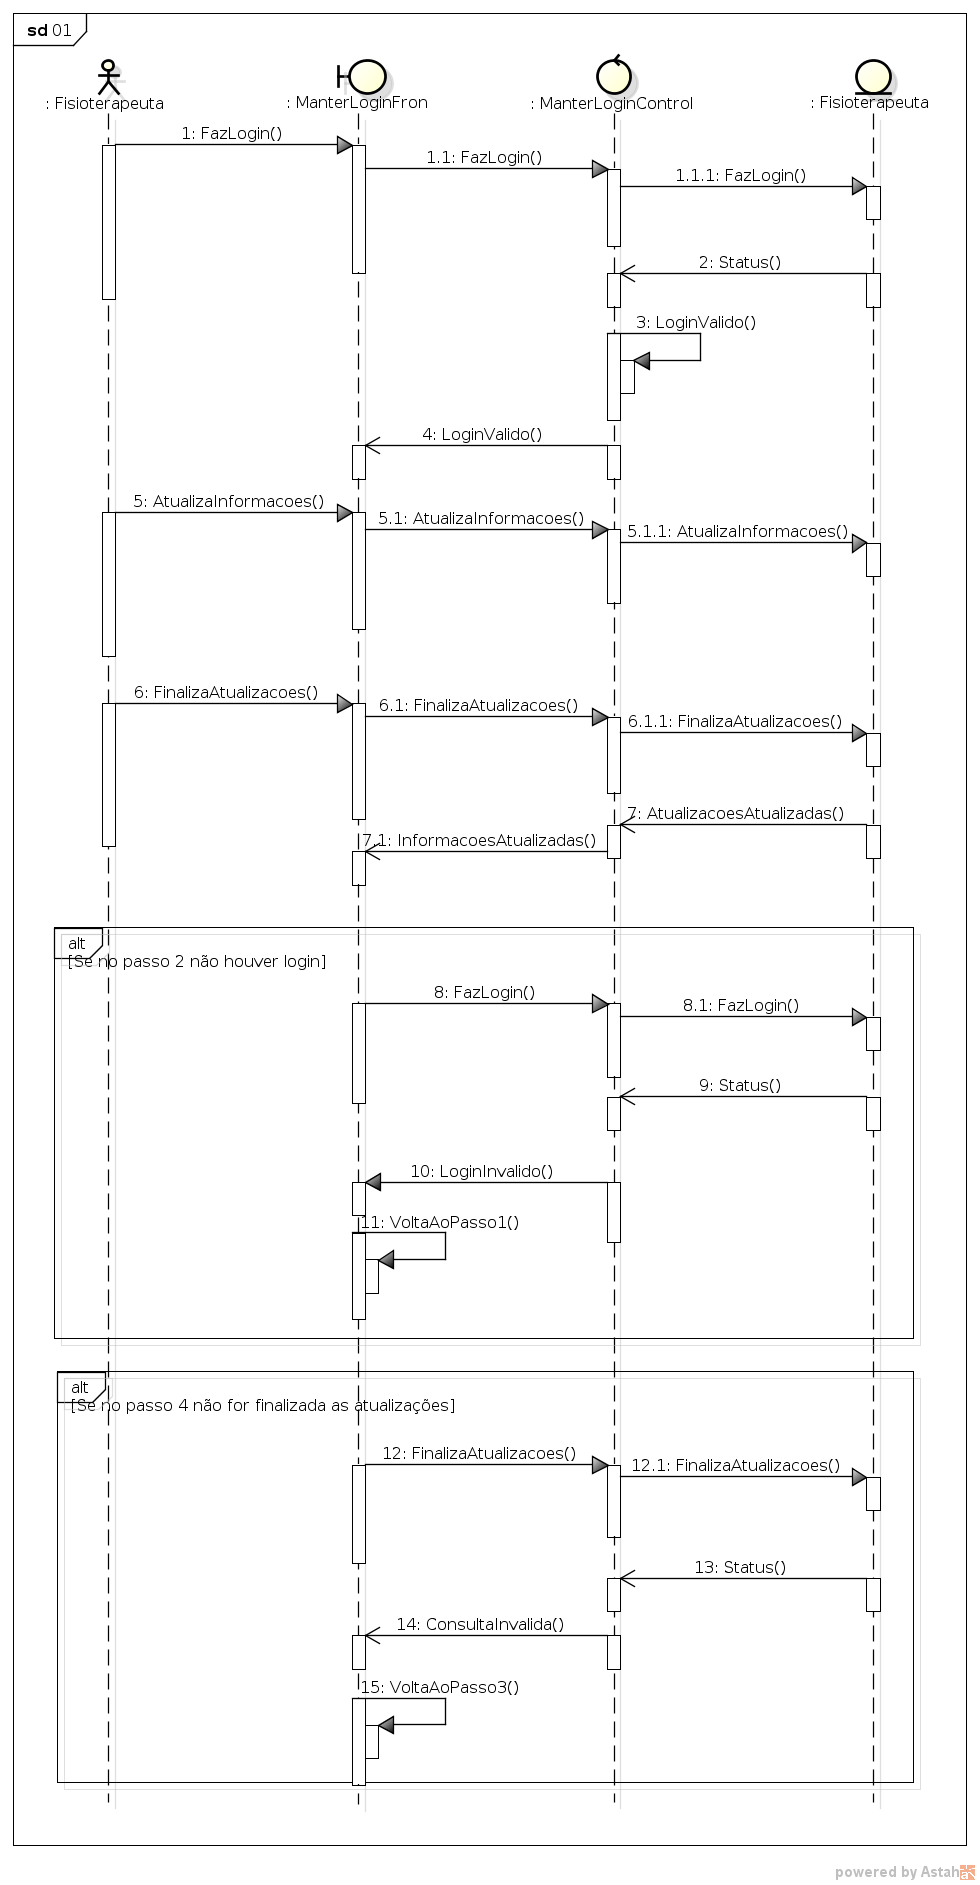 sd 01
: Fisioterapeuta
: ManterLoginFron
: ManterLoginControl
: Fisioterapeuta
1: FazLogin()
1.1: FazLogin()
1.1.1: FazLogin()
2: Status()
3: LoginValido()
4: LoginValido()
5: AtualizaInformacoes()
5.1: AtualizaInformacoes()
5.1.1: AtualizaInformacoes()
6: FinalizaAtualizacoes()
6.1: FinalizaAtualizacoes()
6.1.1: FinalizaAtualizacoes()
7: AtualizacoesAtualizadas()
7.1: InformacoesAtualizadas()
alt
[Se no passo 2 não houver login]
8: FazLogin()
8.1: FazLogin()
9: Status()
10: LoginInvalido()
11: VoltaAoPasso1()
alt
[Se no passo 4 não for finalizada as atualizações]
12: FinalizaAtualizacoes()
12.1: FinalizaAtualizacoes()
13: Status()
14: ConsultaInvalida()
15: VoltaAoPasso3()
powered by Astah